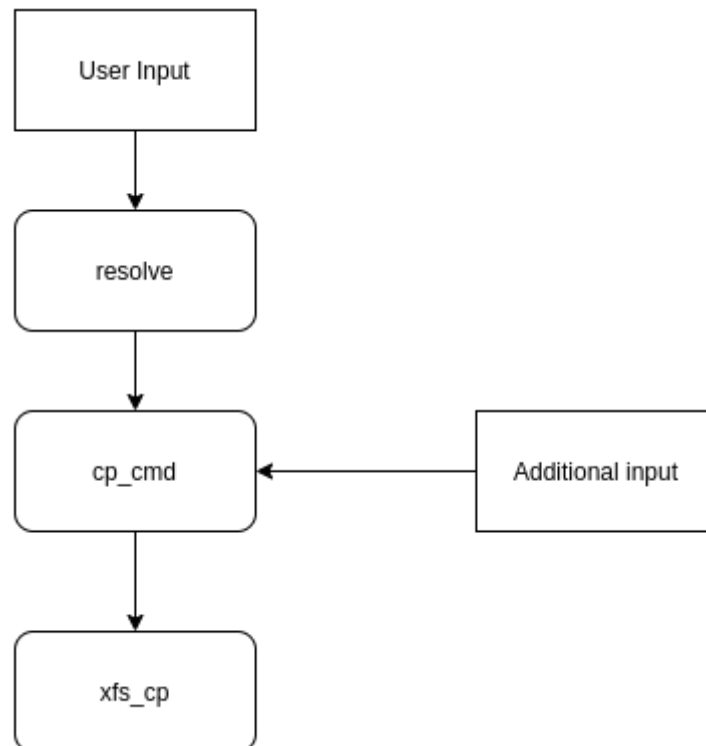 User Input
resolve
cp_cmd
Additional input
xfs_cp